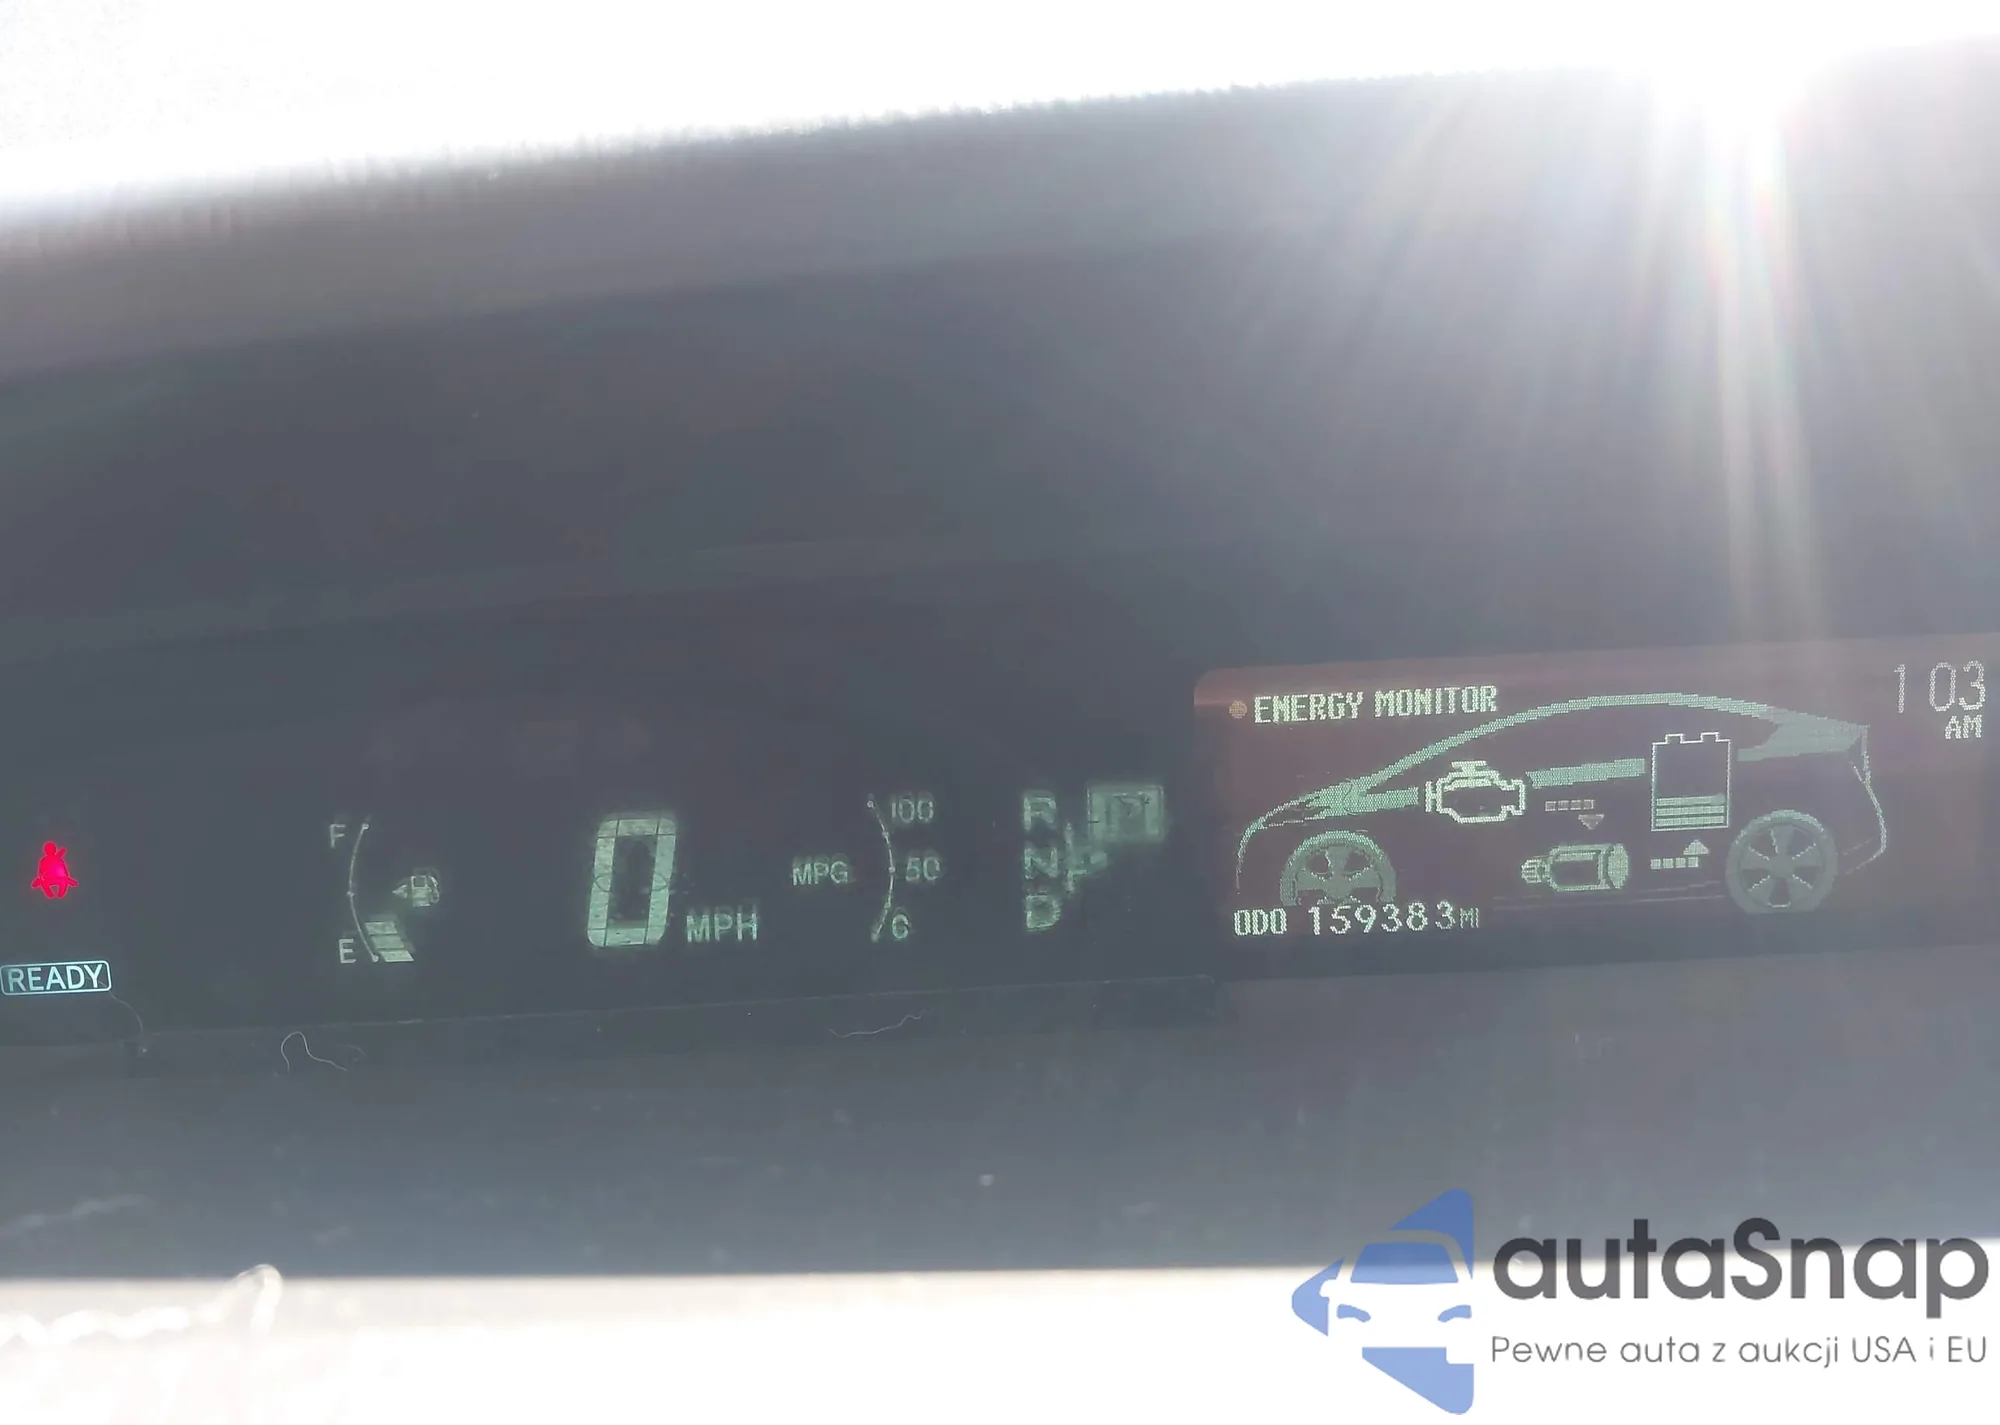 ENERGY MONITOR
1 03
AM
F
E
0 MPH
MPG
100
50
0
R
N
D
P
ODO 159383 MI
READY
autaSnap
Pewne auta z aukcji USA i EU